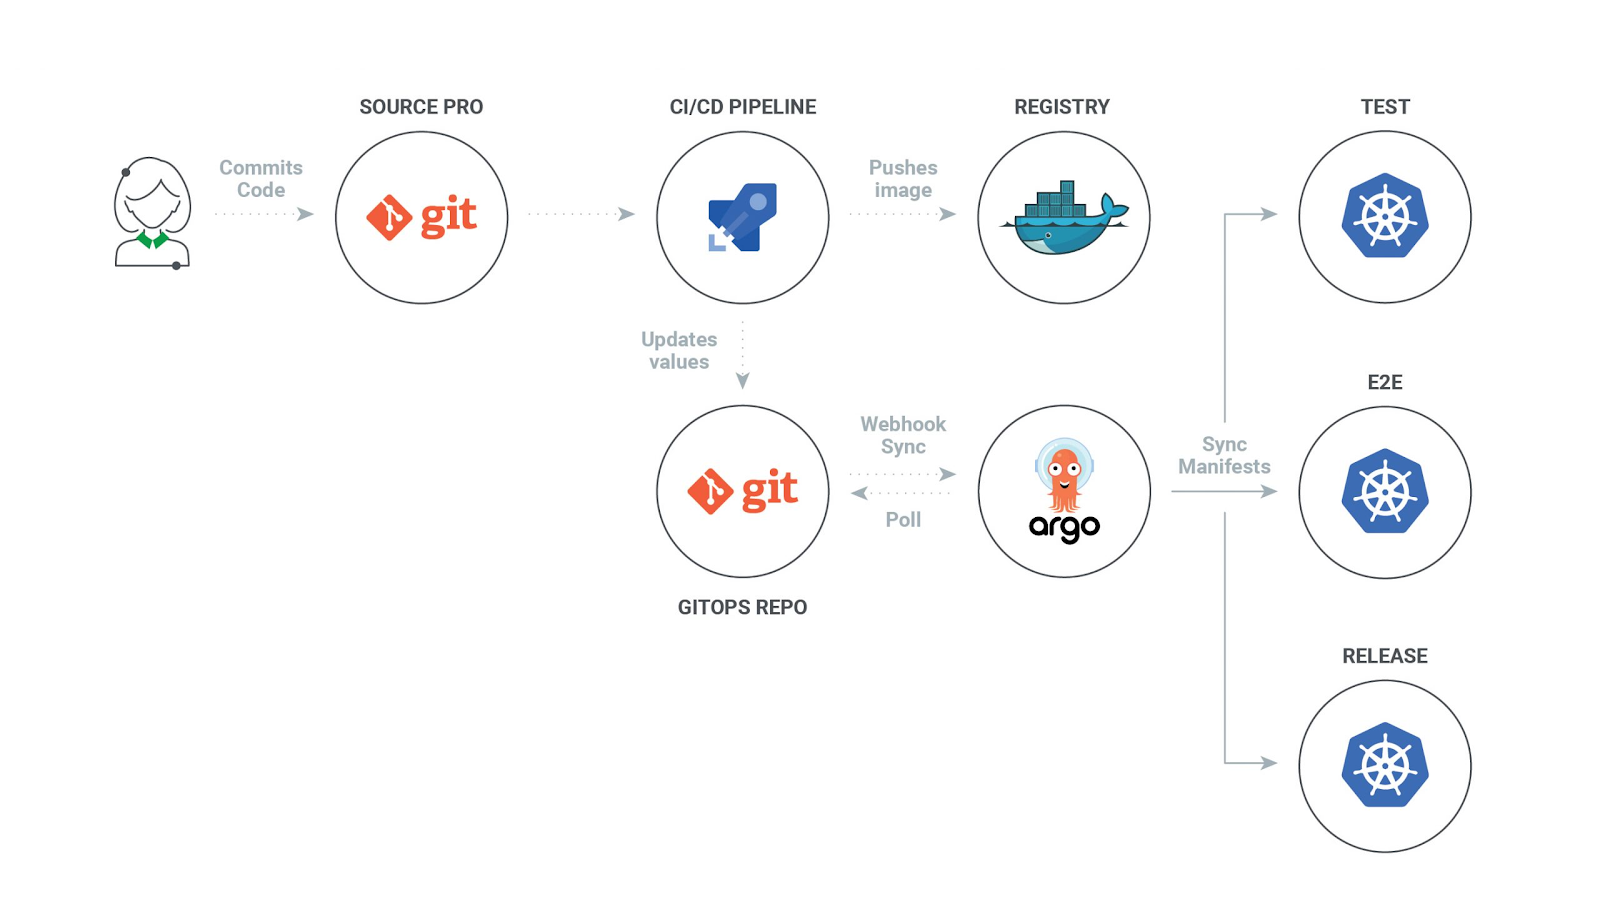 SOURCE PRO
CI/CD PIPELINE
REGISTRY
TEST
Commits
Code
git
Pushes
image
Updates
values
E2E
git
Webhook
Sync
Poll
argo
Sync
Manifests
GITOPS REPO
RELEASE